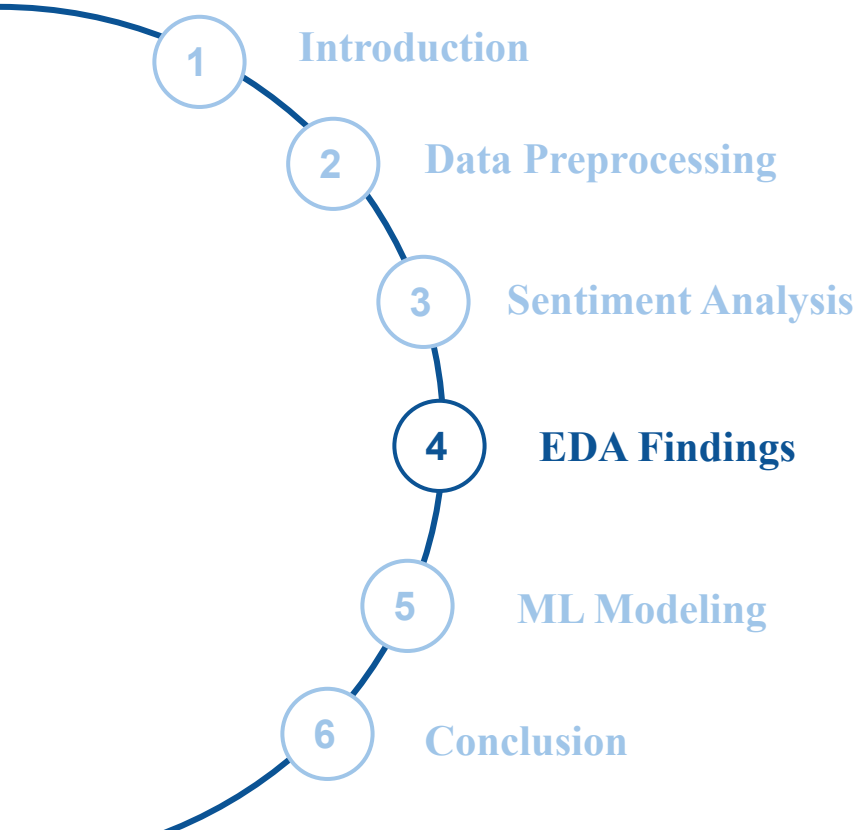 1 Introduction
2 Data Preprocessing
3 Sentiment Analysis
4 EDA Findings
5 ML Modeling
6 Conclusion